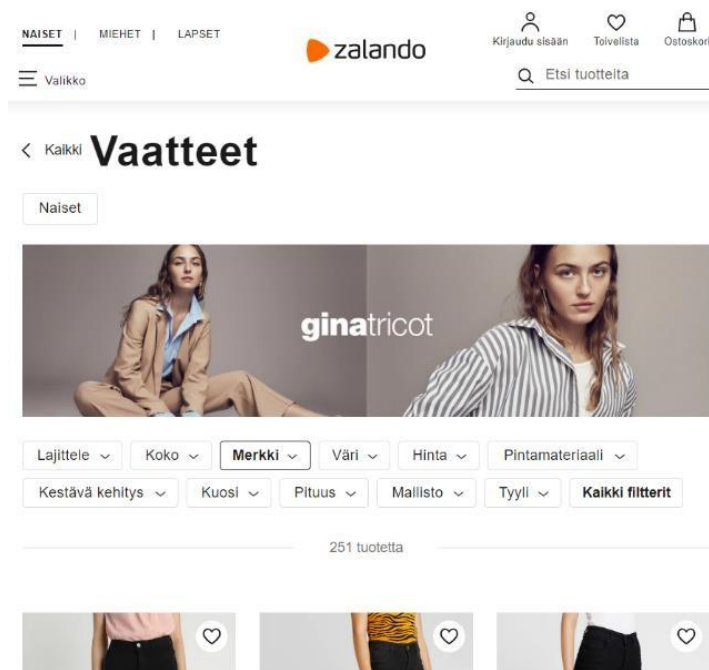 NAISET | MIEHET | LAPSET
zalando
Kirjaudu sisään Toivelista Ostoskori
Valikko
Etsi tuotteita
Kaikki Vaatteet
Naiset
ginatricot
Lajittele Koko Merkki Väri Hinta Pintamateriaali
Kestävä kehitys Kuosi Pituus Mallisto Tyyli Kaikki filtterit
251 tuotetta